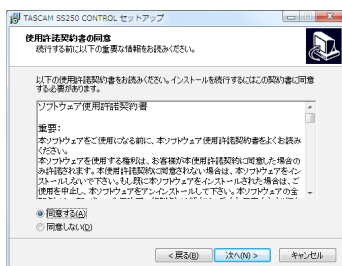 TASCAM SS250 CONTROL セットアップ
使用許諾契約書の同意
続行する前に以下の重要な情報をお読みください。
以下の使用許諾契約書をお読みください。インストールを続行するにはこの契約書に同意
する必要があります。
ソフトウェア使用許諾契約書
重要:
本ソフトウェアをご使用になる前に、本ソフトウェア使用許諾契約書をよくお読み
ください。
本ソフトウェアを使用する権利は、お客様が本使用許諾契約に同意した場合の
み許諾されます。本使用許諾契約に同意されない場合は、本ソフトウェアをイン
ストールしないで下さい。もし既に本ソフトウェアをインストールされた場合は、ご
使用を中止し、本ソフトウェアをアンインストールして下さい。本ソフトウェアの全
同意する(A)
同意しない(D)
< 戻る(B)
次へ(N) >
キャンセル